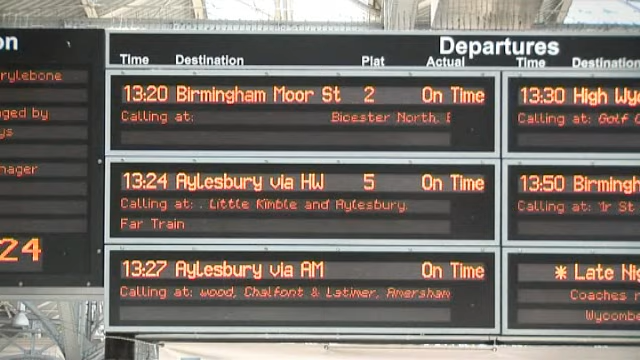 on
rylebone
ged by
ys
nager
24
Departures
Time Destination Plat Actual
13:20 Birmingham Moor St 2 On Time
Calling at: Bicester North,
13:24 Aylesbury via HW 5 On Time
Calling at: . Little Kimble and Aylesbury.
Far Train
13:27 Aylesbury via AM On Time
Calling at: wood, Chalfont & Latimer, Amersham
Time Destination
13:30 High Wy
Calling at: Golf
13:50 Birmingh
Calling at: 'r St
* Late Ni
Coaches
Wycombe